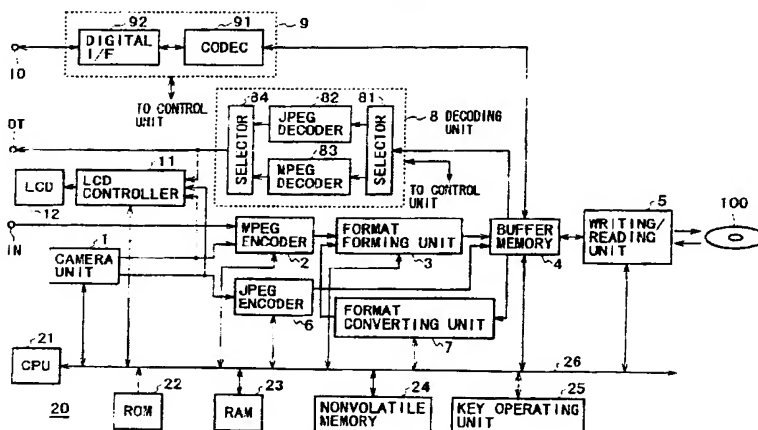 92
91
9
DIGITAL
I/F
CODEC
IO
TO CONTROL
UNIT
84
82
81
OT
SELECTOR
JPEG
DECODER
83
MPEG
DECODER
SELECTOR
8 DECODING
UNIT
TO CONTROL
UNIT
11
LCD
LCD
CONTROLLER
12
IN
1
CAMERA
UNIT
MPEG
ENCODER
2
FORMAT
FORMING UNIT
3
BUFFER
MEMORY
4
5
WRITING/
READING
UNIT
100
JPEG
ENCODER
6
FORMAT
CONVERTING UNIT
7
21
CPU
26
22
ROM
23
RAM
24
NONVOLATILE
MEMORY
25
KEY OPERATING
UNIT
20